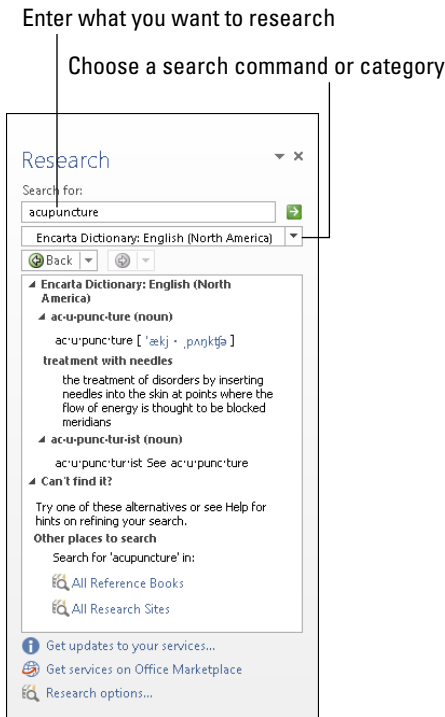 Enter what you want to research
Choose a search command or category
Research
Search for:
acupuncture
Encarta Dictionary: English (North America)
Back
Encarta Dictionary: English (North
America)
ac·u·punc·ture (noun)
ac·u·punc·ture [ ˈækj · ˌpʌŋktʃə ]
treatment with needles
the treatment of disorders by inserting
needles into the skin at points where the
flow of energy is thought to be blocked
meridians
ac·u·punc·tur·ist (noun)
ac·u·punc·tur·ist See ac·u·punc·ture
Can't find it?
Try one of these alternatives or see Help for
hints on refining your search.
Other places to search
Search for 'acupuncture' in:
All Reference Books
All Research Sites
Get updates to your services...
Get services on Office Marketplace
Research options...